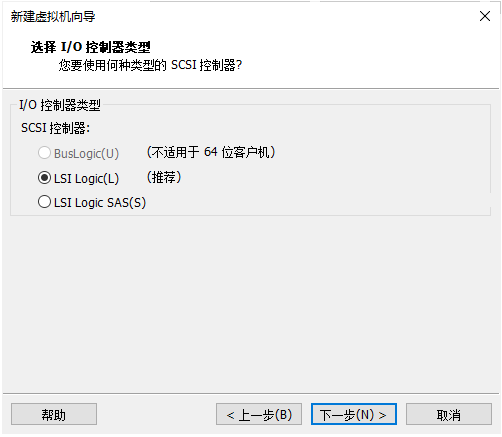 新建虚拟机向导
选择 I/O 控制器类型
您要使用何种类型的 SCSI 控制器?
I/O 控制器类型
SCSI 控制器:
BusLogic(U) (不适用于 64 位客户机)
LSI Logic(L) (推荐)
LSI Logic SAS(S)
帮助 < 上一步(B) 下一步(N) > 取消